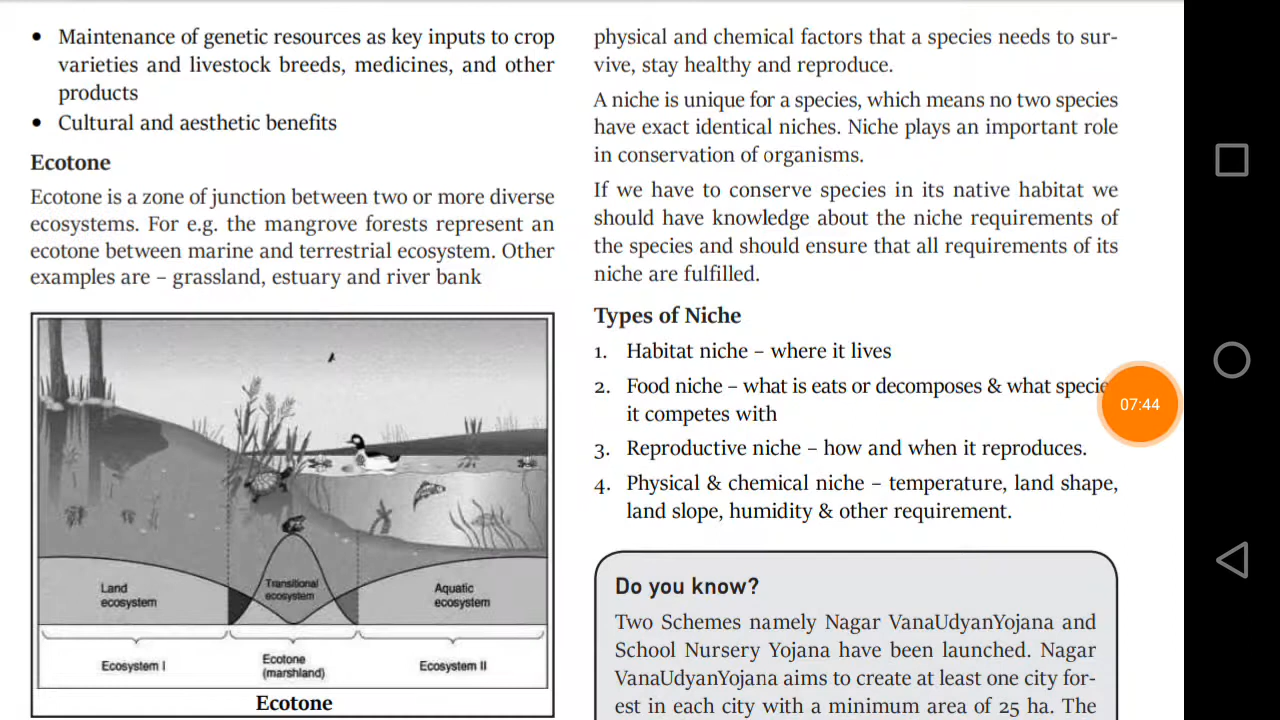 • Maintenance of genetic resources as key inputs to crop
varieties and livestock breeds, medicines, and other
products
• Cultural and aesthetic benefits
Ecotone
Ecotone is a zone of junction between two or more diverse
ecosystems. For e.g. the mangrove forests represent an
ecotone between marine and terrestrial ecosystem. Other
examples are – grassland, estuary and river bank
Land
ecosystem
Transitional
ecosystem
Aquatic
ecosystem
Ecosystem I
Ecotone
(marshland)
Ecosystem II
Ecotone
physical and chemical factors that a species needs to sur-
vive, stay healthy and reproduce.
A niche is unique for a species, which means no two species
have exact identical niches. Niche plays an important role
in conservation of organisms.
If we have to conserve species in its native habitat we
should have knowledge about the niche requirements of
the species and should ensure that all requirements of its
niche are fulfilled.
Types of Niche
1. Habitat niche – where it lives
2. Food niche – what is eats or decomposes & what specie
it competes with
3. Reproductive niche – how and when it reproduces.
4. Physical & chemical niche – temperature, land shape,
land slope, humidity & other requirement.
Do you know?
Two Schemes namely Nagar VanaUdyanYojana and
School Nursery Yojana have been launched. Nagar
VanaUdyanYojana aims to create at least one city for-
est in each city with a minimum area of 25 ha. The
07:44